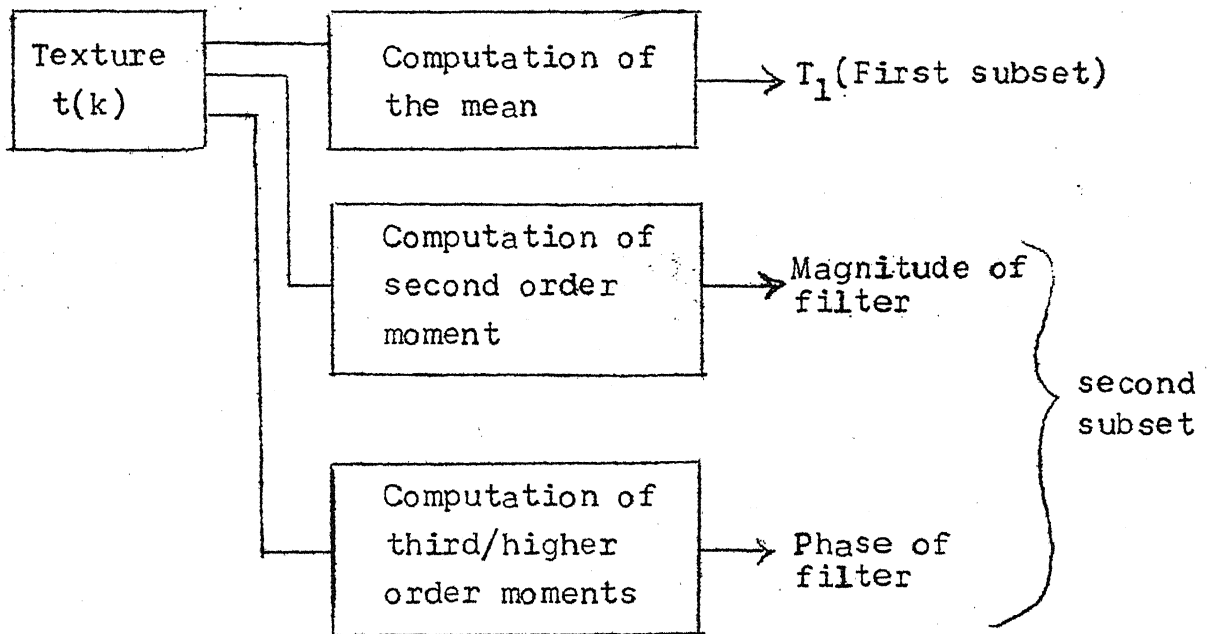 Texture
t(k)
Computation of
the mean
T1(First subset)
Computation of
second order
moment
Magnitude of
filter
second
subset
Computation of
third/higher
order moments
Phase of
filter